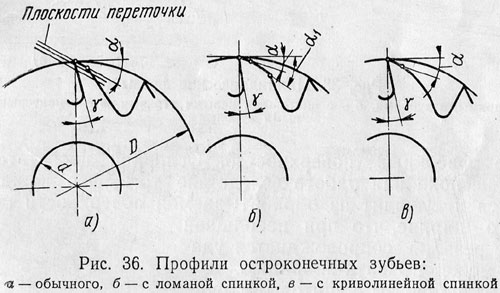 Плоскости переточки
α
α
α₁
α
γ
γ
γ
D
d
а)
б)
в)
Рис. 36. Профили остроконечных зубьев:
а — обычного, б — с ломаной спинкой, в — с криволинейной спинкой